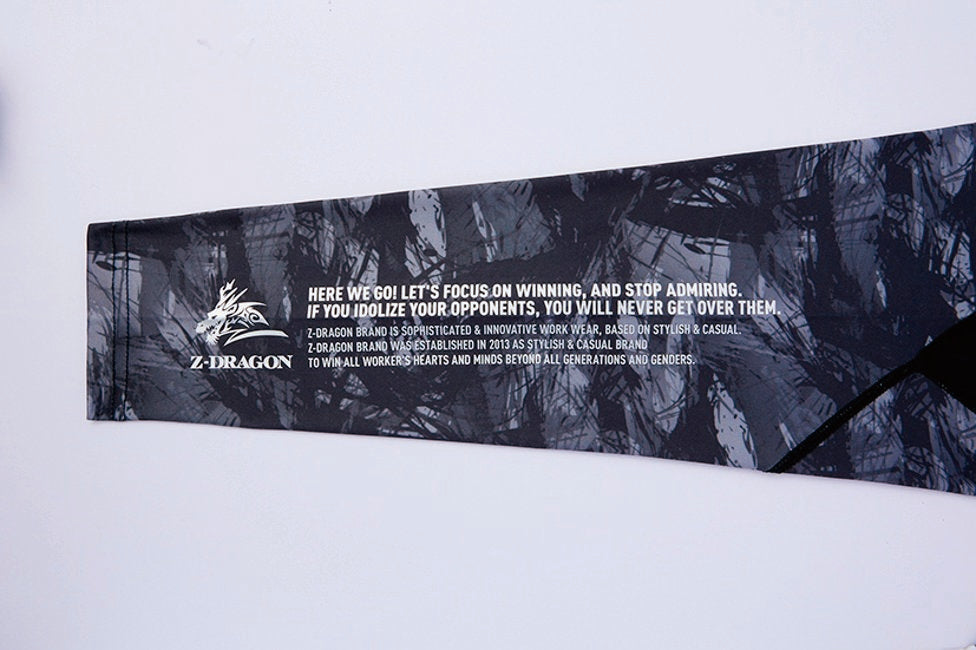 HERE WE GO! LET'S FOCUS ON WINNING, AND STOP ADMIRING.
IF YOU IDOLIZE YOUR OPPONENTS, YOU WILL NEVER GET OVER THEM.
Z-DRAGON BRAND IS SOPHISTICATED & INNOVATIVE WORK WEAR, BASED ON STYLISH & CASUAL.
Z-DRAGON BRAND WAS ESTABLISHED IN 2013 AS STYLISH & CASUAL BRAND
TO WIN ALL WORKER'S HEARTS AND MINDS BEYOND ALL GENERATIONS AND GENDERS.
Z-DRAGON